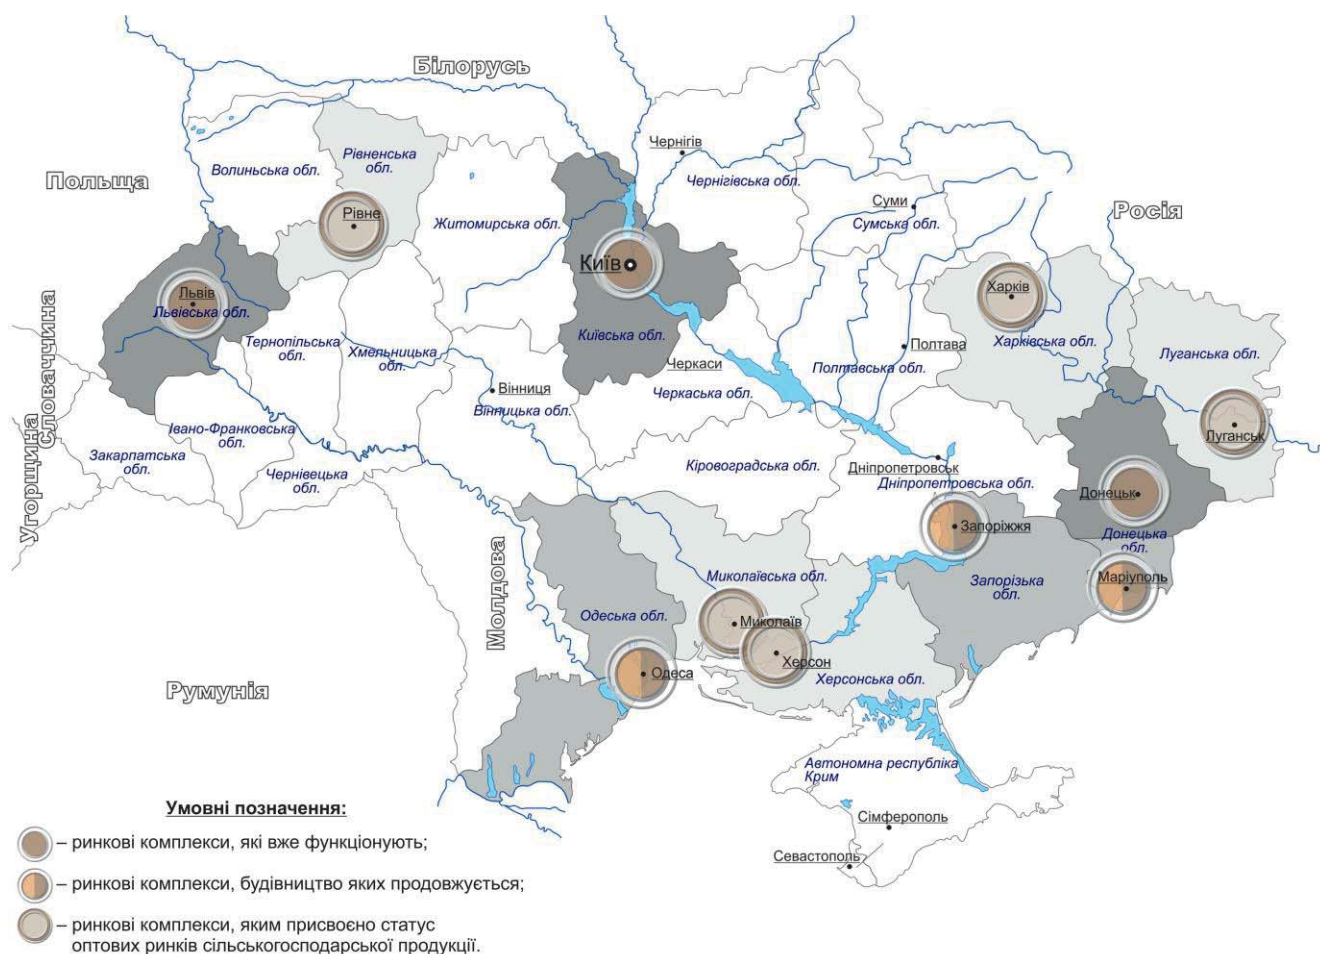 Білорусь
Чернігів
Рівненська
обл.
Волиньська обл.
Чернігівська обл.
Польща
Суми
Сумська обл.
Росія
Рівне
Житомирська обл.
Київ
Львів
Львівська обл.
Харків
Словаччина
Київська обл.
Тернопільська
обл.
Хмельницька
обл.
Полтава
Харківська обл.
Луганська обл.
Черкаси
Полтавська обл.
Вінниця
Черкаська обл.
Вінницька обл.
Івано-Франковська
обл.
Луганськ
Угорщина
Закарпатська
обл.
Чернівецька
обл.
Кіровоградська обл.
Дніпропетровськ
Дніпропетровська обл.
Донецьк
Запоріжжя
Донецька
обл.
Молдова
Миколаївська обл.
Запорізька
обл.
Маріуполь
Одеська обл.
Миколаїв
Херсон
Одеса
Херсонська обл.
Румунія
Автономна республіка
Крим
Сімферополь
Севастополь
Умовні позначення:
– ринкові комплекси, які вже функціонують;
– ринкові комплекси, будівництво яких продовжується;
– ринкові комплекси, яким присвоєно статус
оптових ринків сільськогосподарської продукції.